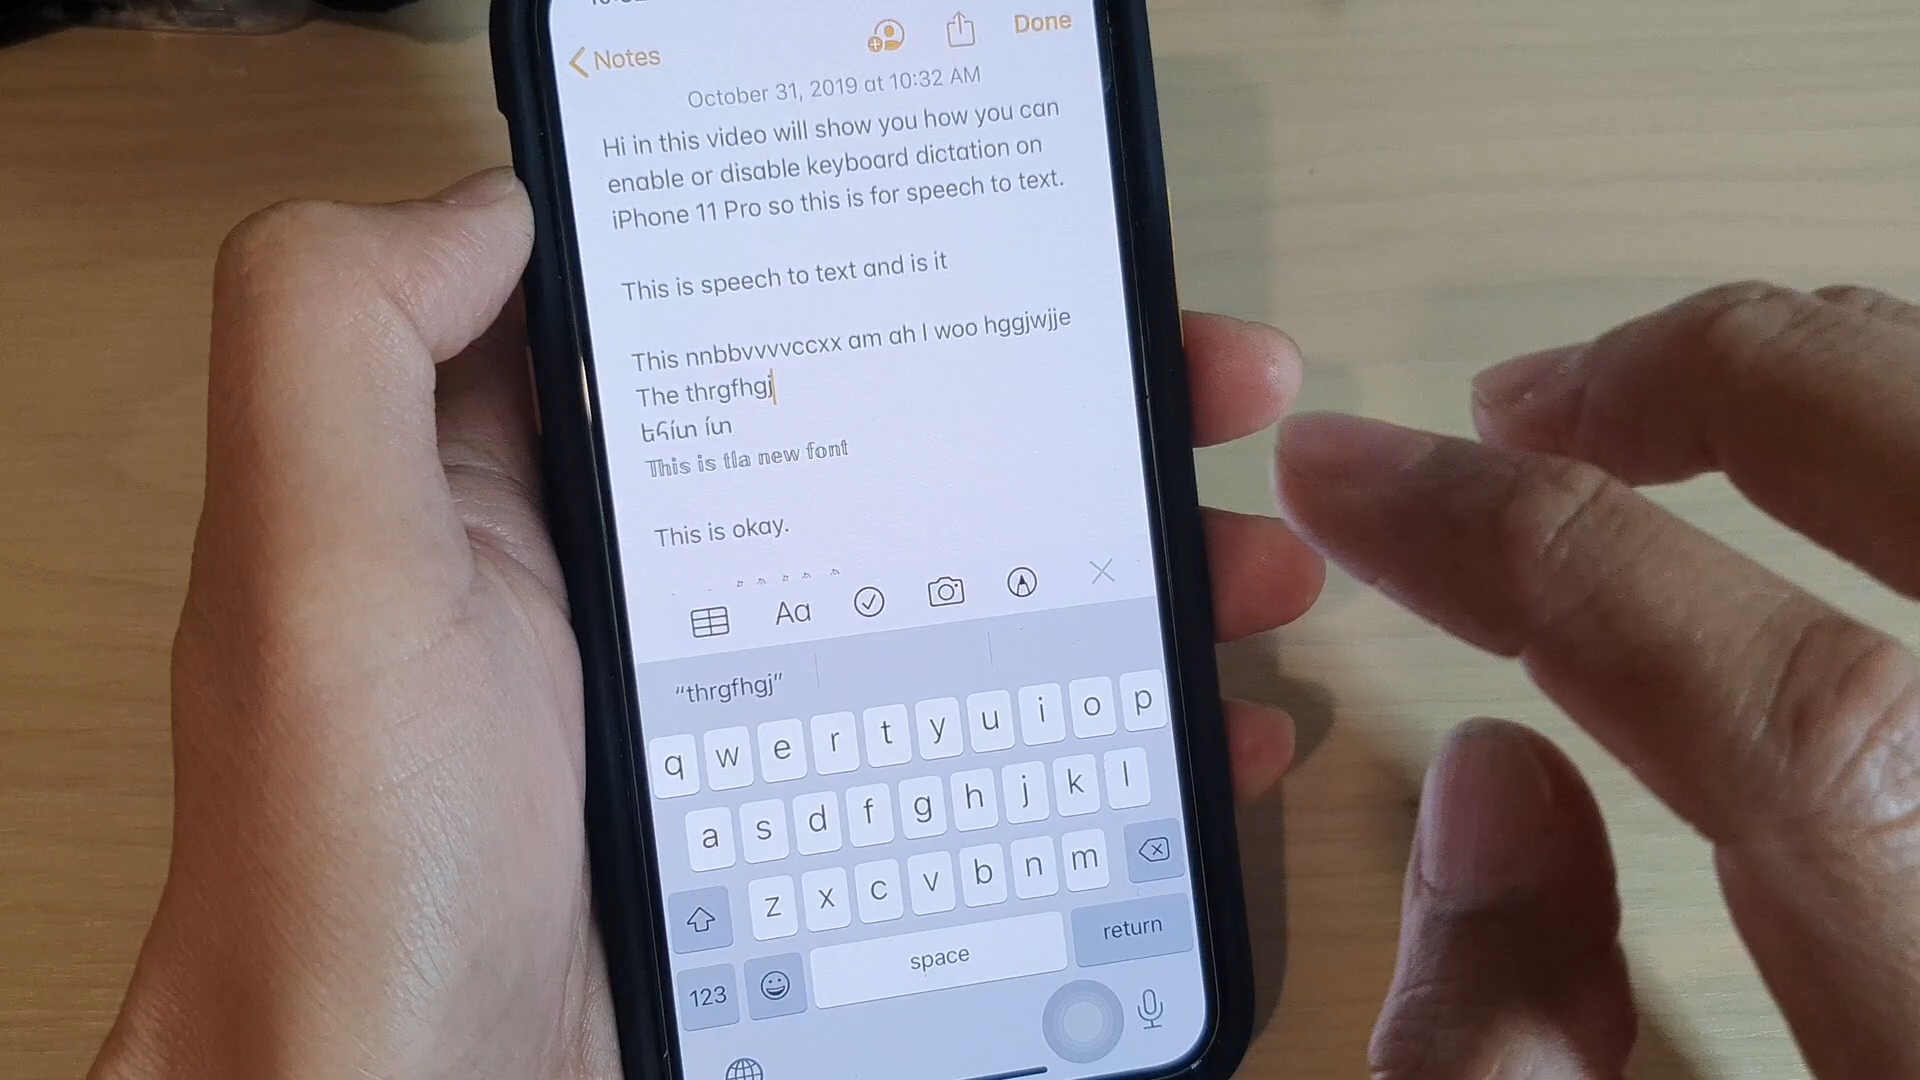 Notes
Done
October 31, 2019 at 10:32 AM
Hi in this video will show you how you can
enable or disable keyboard dictation on
iPhone 11 Pro so this is for speech to text.
This is speech to text and is it
This nnbbvvvvccxx am ah I woo hggjwjje
The thrgfhgj
This is tla new font
This is okay.
Aa
“thrgfhgj”
q w e r t y u i o p
a s d f g h j k l
z x c v b n m
123
space
return